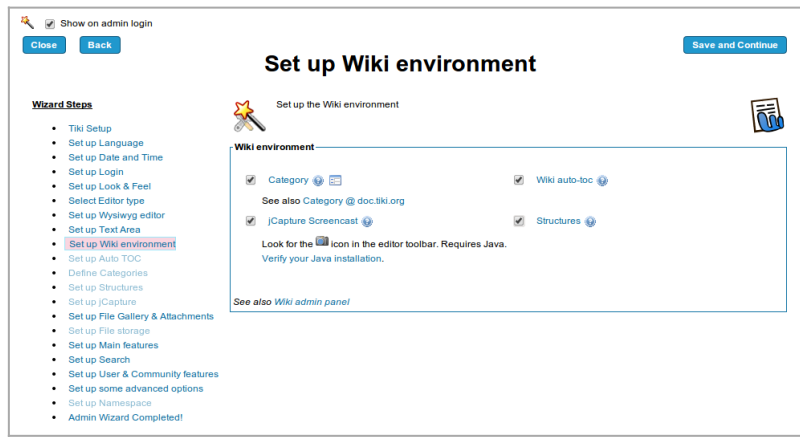 Show on admin login
Close Back Save and Continue
Set up Wiki environment
Wizard Steps
Tiki Setup
Set up Language
Set up Date and Time
Set up Login
Set up Look & Feel
Select Editor type
Set up Wysiwyg editor
Set up Text Area
Set up Wiki environment
Set up Auto TOC
Define Categories
Set up Structures
Set up jCapture
Set up File Gallery & Attachments
Set up File storage
Set up Main features
Set up Search
Set up User & Community features
Set up some advanced options
Set up Namespace
Admin Wizard Completed!
Set up the Wiki environment
Wiki environment
Category Wiki auto-toc
See also Category @ doc.tiki.org
jCapture Screencast Structures
Look for the icon in the editor toolbar. Requires Java.
Verify your Java installation.
See also Wiki admin panel